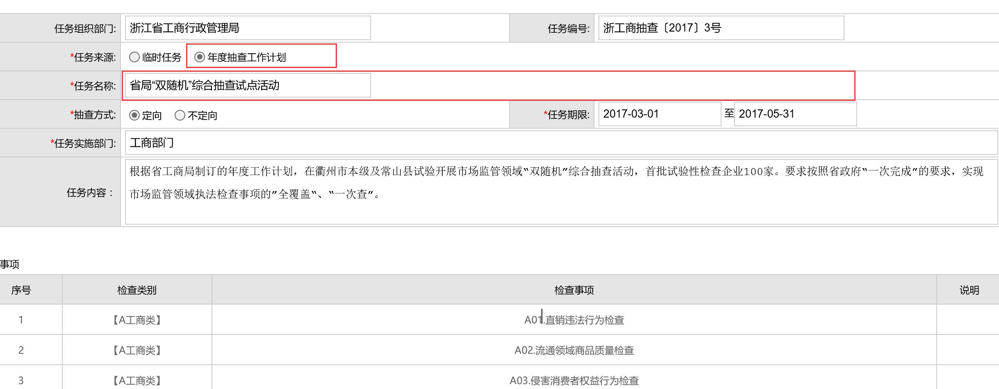 任务组织部门: 浙江省工商行政管理局 任务编号: 浙工商抽查〔2017〕3号
*任务来源: 临时任务 年度抽查工作计划
*任务名称: 省局“双随机”综合抽查试点活动
*抽查方式: 定向 不定向 *任务期限: 2017-03-01 至 2017-05-31
*任务实施部门: 工商部门
任务内容： 根据省工商局制订的年度工作计划，在衢州市本级及常山县试验开展市场监管领域“双随机”综合抽查活动，首批试验性检查企业100家。要求按照省政府“一次完成”的要求，实现
市场监管领域执法检查事项的”全覆盖“、“一次查”。
事项
序号 检查类别 检查事项 说明
1 【A工商类】 A01.直销违法行为检查
2 【A工商类】 A02.流通领域商品质量检查
3 【A工商类】 A03.侵害消费者权益行为检查